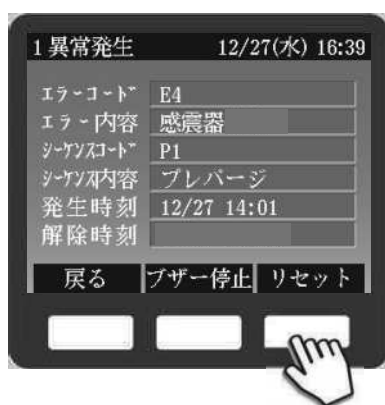 1 異常発生 12/27(水) 16:39
ｴﾗｰｺｰﾄﾞ E4
エラー内容 感震器
ｼｰｹﾝｽｺｰﾄﾞ P1
ｼｰｹﾝｽ内容 プレパージ
発生時刻 12/27 14:01
解除時刻
戻る ブザー停止 リセット